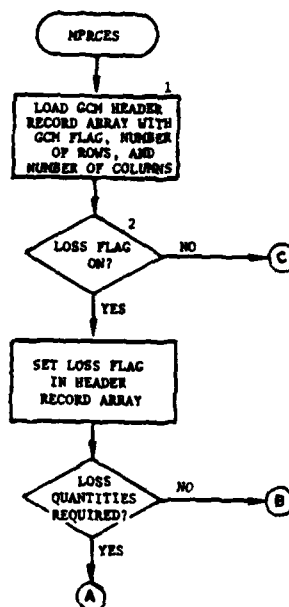 MPRCES
1
LOAD GCM HEADER
RECORD ARRAY WITH
GCM FLAG, NUMBER
OF ROWS, AND
NUMBER OF COLUMNS
2
LOSS FLAG
ON?
NO
C
YES
SET LOSS FLAG
IN HEADER
RECORD ARRAY
LOSS
QUANTITIES
REQUIRED?
NO
B
YES
A